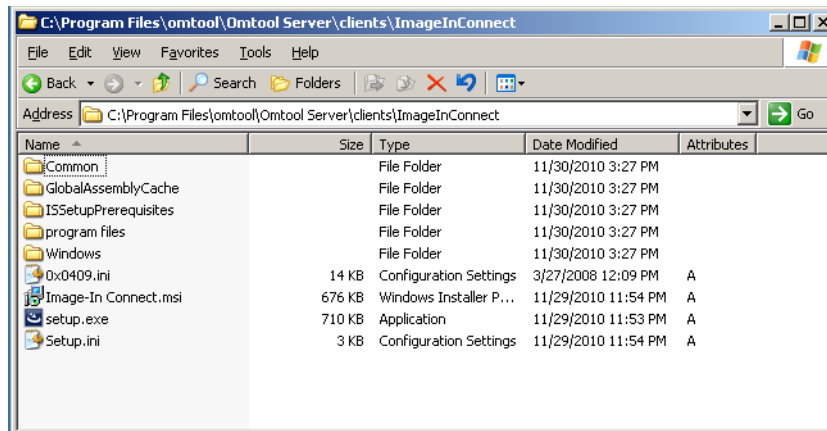 C:\Program Files\omtool\Omtool Server\clients\ImageInConnect
File Edit View Favorites Tools Help
Back Search Folders
Address C:\Program Files\omtool\Omtool Server\clients\ImageInConnect Go
Name Size Type Date Modified Attributes
Common File Folder 11/30/2010 3:27 PM
GlobalAssemblyCache File Folder 11/30/2010 3:27 PM
ISSetupPrerequisites File Folder 11/30/2010 3:27 PM
program files File Folder 11/30/2010 3:27 PM
Windows File Folder 11/30/2010 3:27 PM
0x0409.ini 14 KB Configuration Settings 3/27/2008 12:09 PM A
Image-In Connect.msi 676 KB Windows Installer P... 11/29/2010 11:54 PM A
setup.exe 710 KB Application 11/29/2010 11:53 PM A
Setup.ini 3 KB Configuration Settings 11/29/2010 11:54 PM A